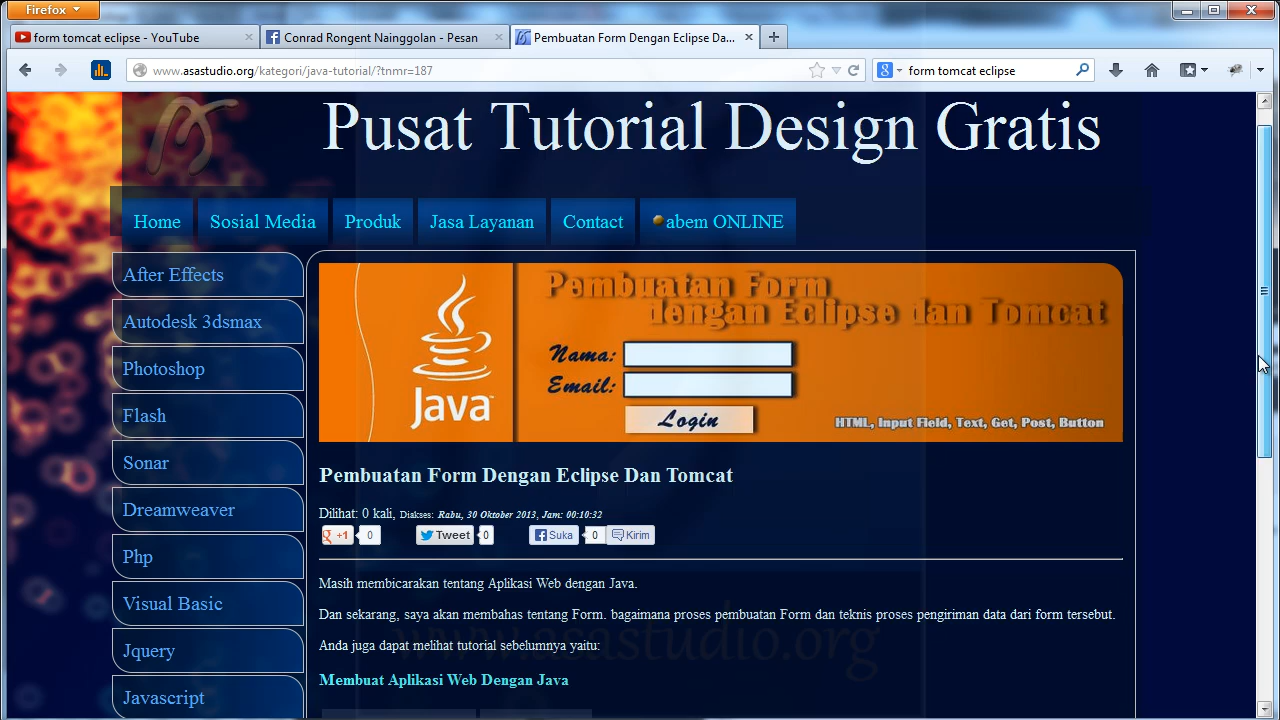 Firefox
form tomcat eclipse - YouTube
Conrad Rongent Nainggolan - Pesan
Pembuatan Form Dengan Eclipse Da...
www.asastudio.org/kategori/java-tutorial/?tnmr=187
form tomcat eclipse
Pusat Tutorial Design Gratis
Home
Sosial Media
Produk
Jasa Layanan
Contact
abem ONLINE
After Effects
Autodesk 3dsmax
Photoshop
Flash
Sonar
Dreamweaver
Php
Visual Basic
Jquery
Javascript
Pembuatan Form
dengan Eclipse dan Tomcat
Nama:
Email:
Login
Java
HTML, Input Field, Text, Get, Post, Button
Pembuatan Form Dengan Eclipse Dan Tomcat
Dilihat: 0 kali, Diakses: Rabu, 30 Oktober 2013, Jam: 00:10:32
+1 0 Tweet 0 Suka 0 Kirim
Masih membicarakan tentang Aplikasi Web dengan Java.
Dan sekarang, saya akan membahas tentang Form. bagaimana proses pembuatan Form dan teknis proses pengiriman data dari form tersebut.
Anda juga dapat melihat tutorial sebelumnya yaitu:
www.asastudio.org
Membuat Aplikasi Web Dengan Java